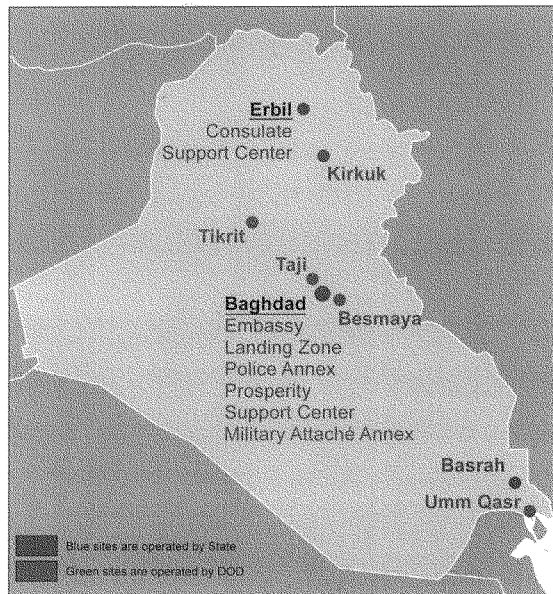 Erbil
Consulate
Support Center
Kirkuk
Tikrit
Taji
Baghdad
Besmaya
Embassy
Landing Zone
Police Annex
Prosperity
Support Center
Military Attaché Annex
Basrah
Umm Qasr
Blue sites are operated by State
Green sites are operated by DOD